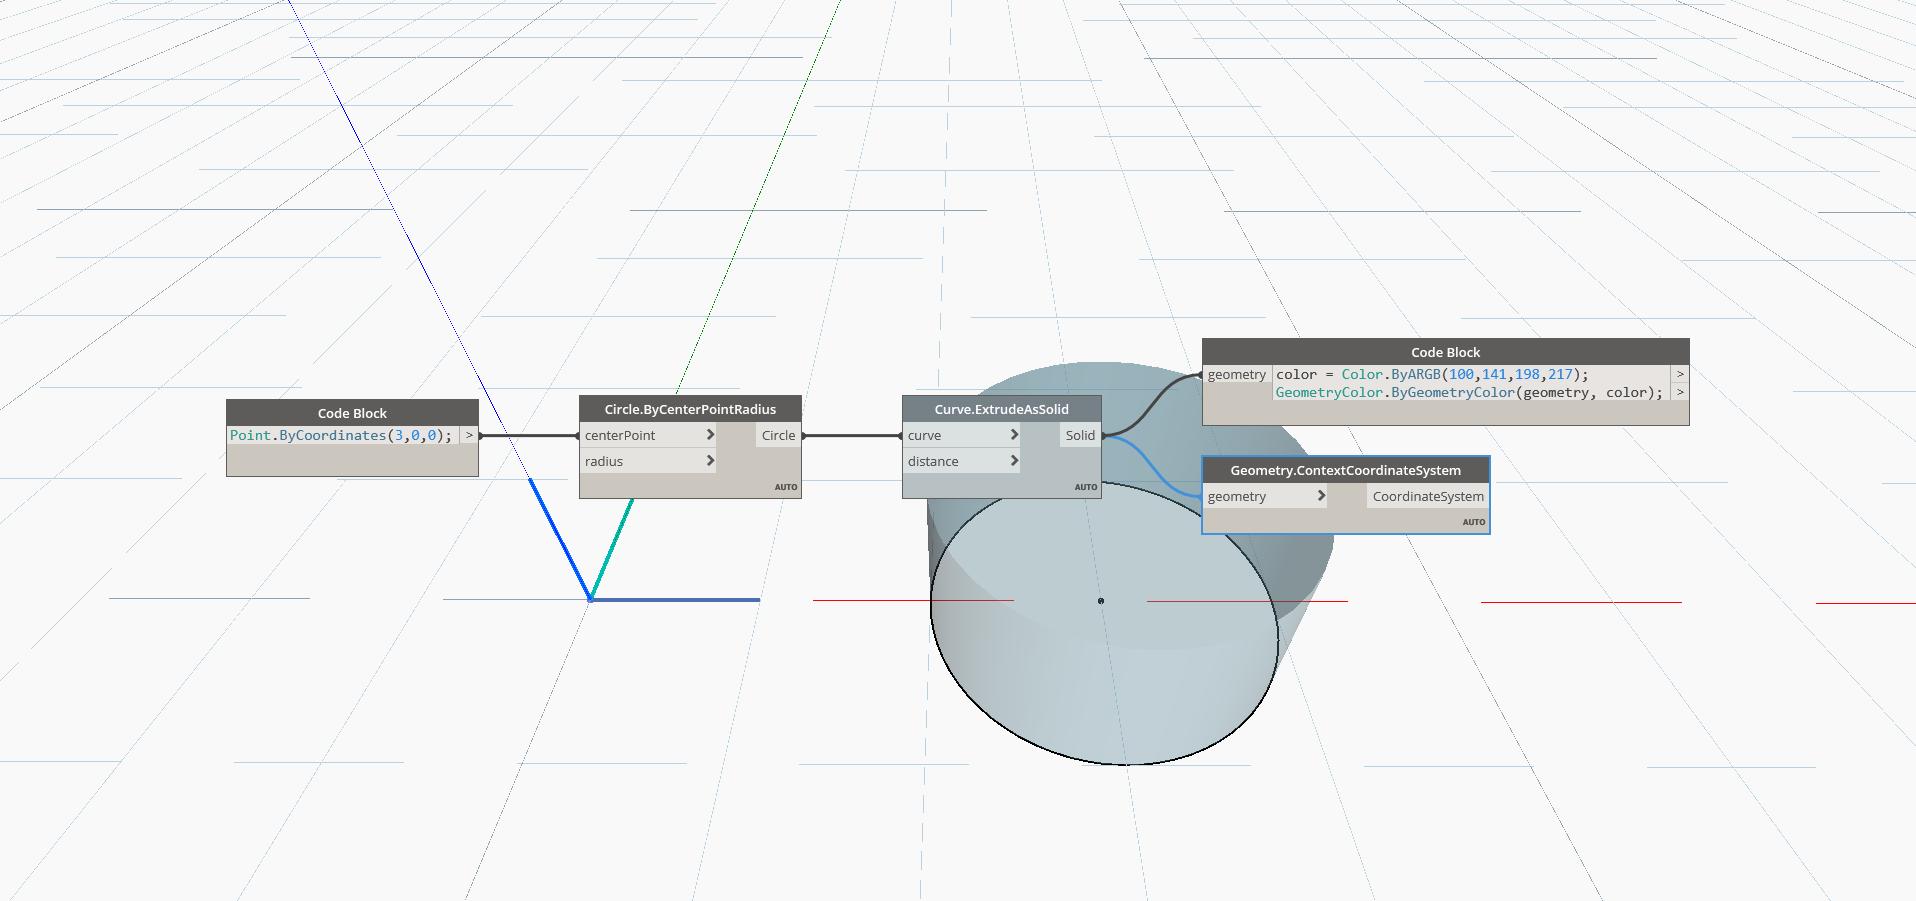 Code Block
Point.ByCoordinates(3,0,0); >
Circle.ByCenterPointRadius
centerPoint > Circle
radius >
AUTO
Curve.ExtrudeAsSolid
curve > Solid
distance >
AUTO
Code Block
geometry color = Color.ByARGB(100,141,198,217); >
GeometryColor.ByGeometryColor(geometry, color); >
Geometry.ContextCoordinateSystem
geometry > CoordinateSystem
AUTO